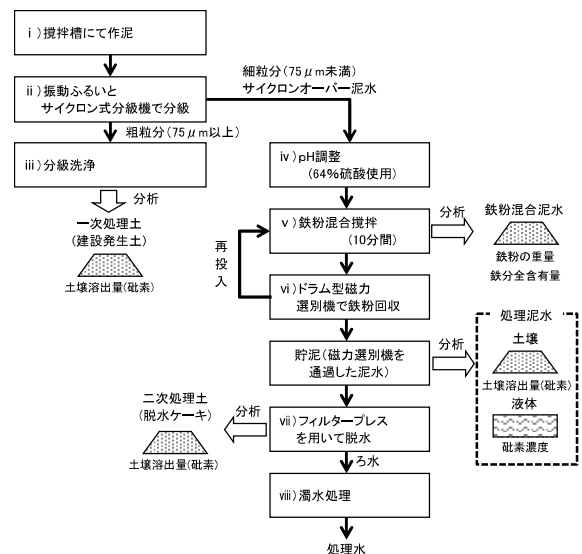 ⅰ）撹拌槽にて作泥
ⅱ）振動ふるいと
サイクロン式分級機で分級
細粒分（75μm未満）
サイクロンオーバー泥水
粗粒分（75μm以上）
ⅲ）分級洗浄
分析
一次処理土
（建設発生土）
土壌溶出量(砒素)
ⅳ）pH調整
（64%硫酸使用）
ⅴ）鉄粉混合撹拌
（10分間）
分析
鉄粉混合泥水
鉄粉の重量
鉄分全含有量
再投入
ⅵ）ドラム型磁力
選別機で鉄粉回収
貯泥（磁力選別機を
通過した泥水）
分析
処理泥水
土壌
土壌溶出量(砒素)
液体
砒素濃度
二次処理土
（脱水ケーキ）
分析
土壌溶出量(砒素)
ⅶ）フィルタープレス
を用いて脱水
ろ水
ⅷ）濁水処理
処理水